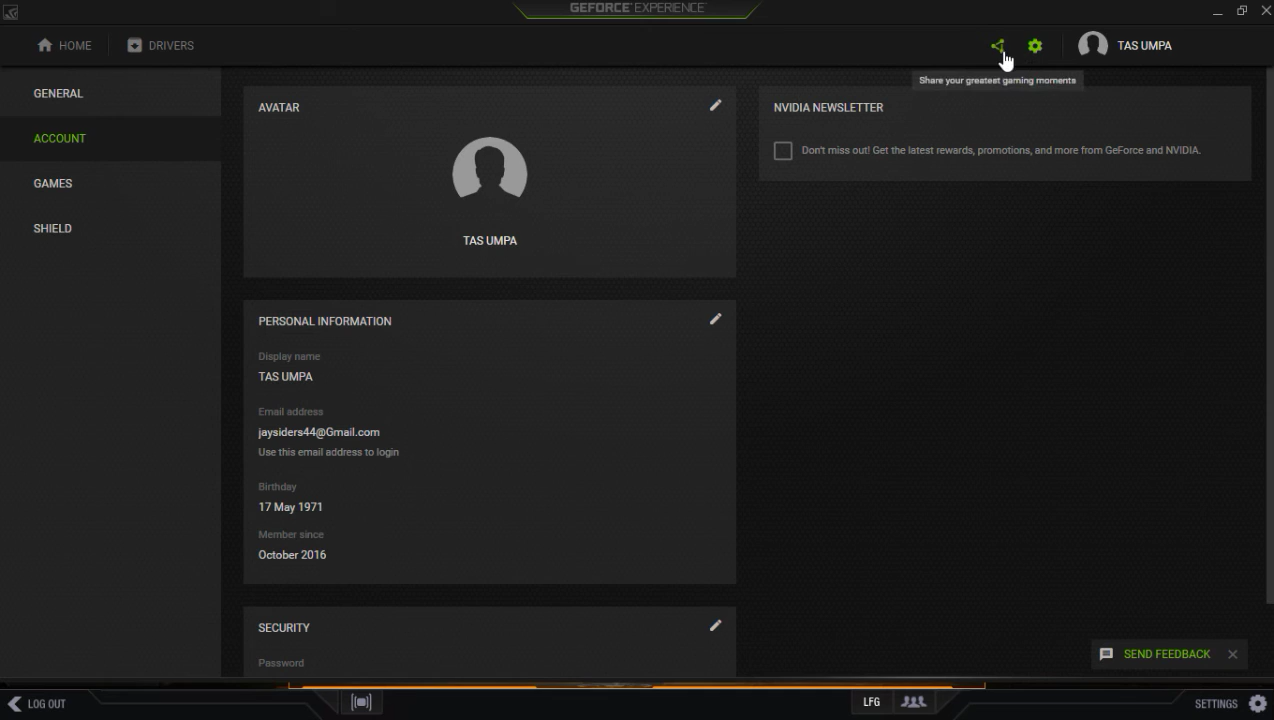 GEFORCE® EXPERIENCE™
HOME
DRIVERS
TAS UMPA
Share your greatest gaming moments
GENERAL
ACCOUNT
GAMES
SHIELD
AVATAR
TAS UMPA
NVIDIA NEWSLETTER
Don't miss out! Get the latest rewards, promotions, and more from GeForce and NVIDIA.
PERSONAL INFORMATION
Display name
TAS UMPA
Email address
jaysiders44@Gmail.com
Use this email address to login
Birthday
17 May 1971
Member since
October 2016
SECURITY
Password
SEND FEEDBACK
LOG OUT
LFG
SETTINGS